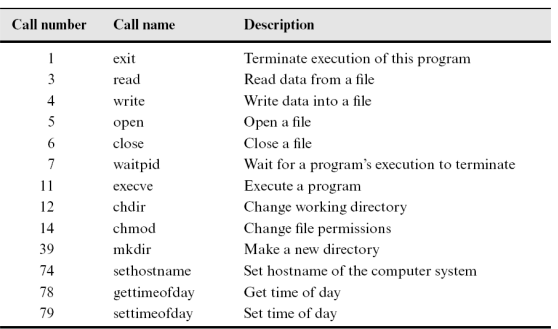 Call number Call name Description
1 exit Terminate execution of this program
3 read Read data from a file
4 write Write data into a file
5 open Open a file
6 close Close a file
7 waitpid Wait for a program's execution to terminate
11 execve Execute a program
12 chdir Change working directory
14 chmod Change file permissions
39 mkdir Make a new directory
74 sethostname Set hostname of the computer system
78 gettimeofday Get time of day
79 settimeofday Set time of day